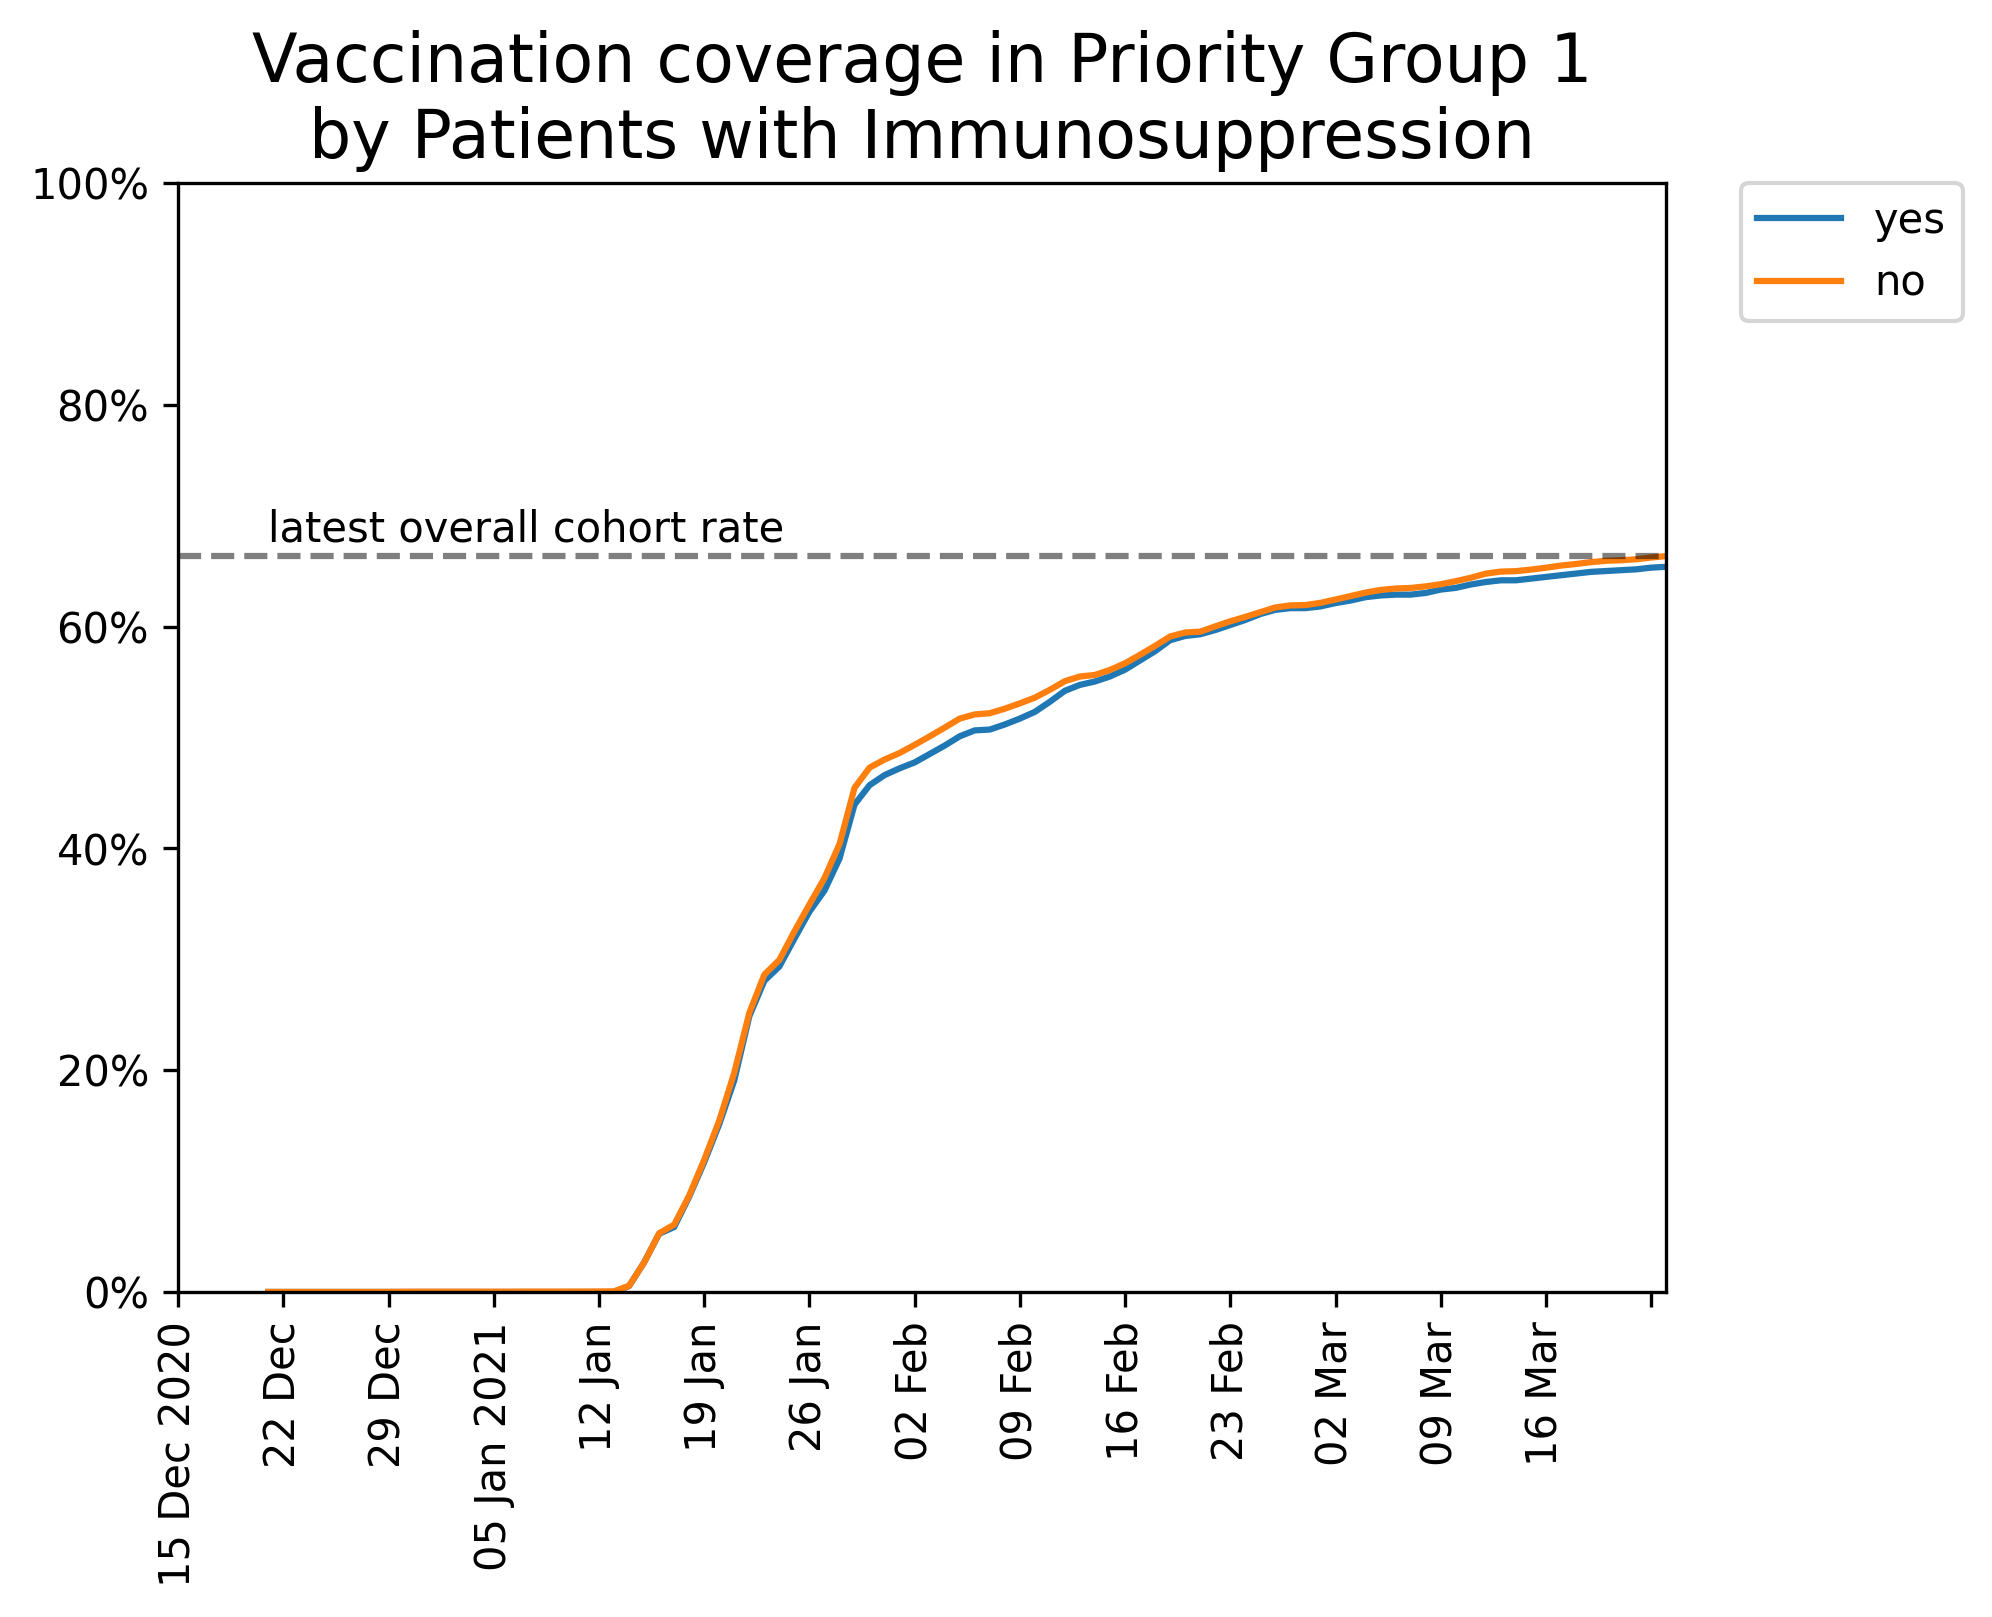 Vaccination coverage in Priority Group 1
by Patients with Immunosuppression
100%
80%
60%
40%
20%
0%
latest overall cohort rate
yes
no
15 Dec 2020
22 Dec
29 Dec
05 Jan 2021
12 Jan
19 Jan
26 Jan
02 Feb
09 Feb
16 Feb
23 Feb
02 Mar
09 Mar
16 Mar